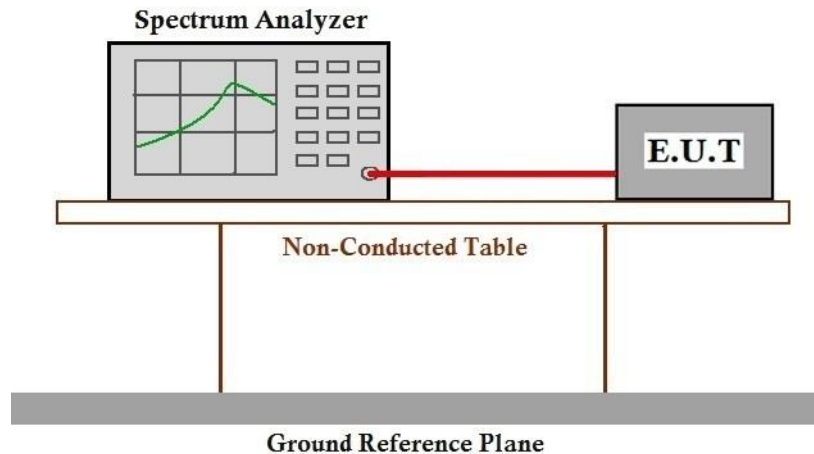 Spectrum Analyzer
E.U.T
Non-Conducted Table
Ground Reference Plane